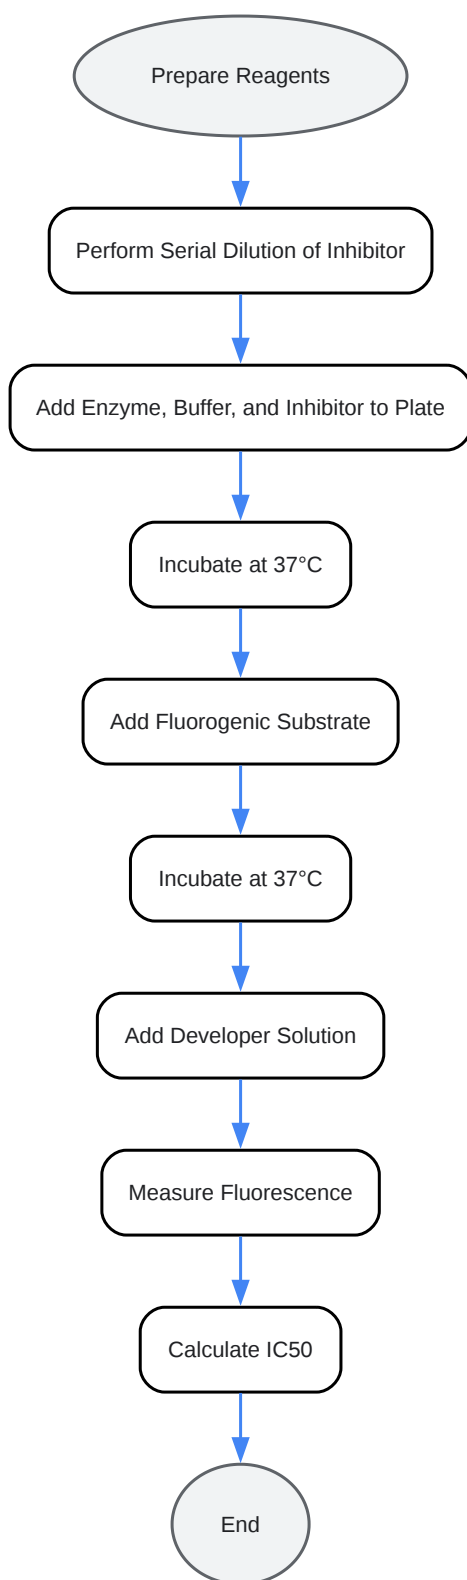 Prepare Reagents
Perform Serial Dilution of Inhibitor
Add Enzyme, Buffer, and Inhibitor to Plate
Incubate at 37°C
Add Fluorogenic Substrate
Incubate at 37°C
Add Developer Solution
Measure Fluorescence
Calculate IC50
End